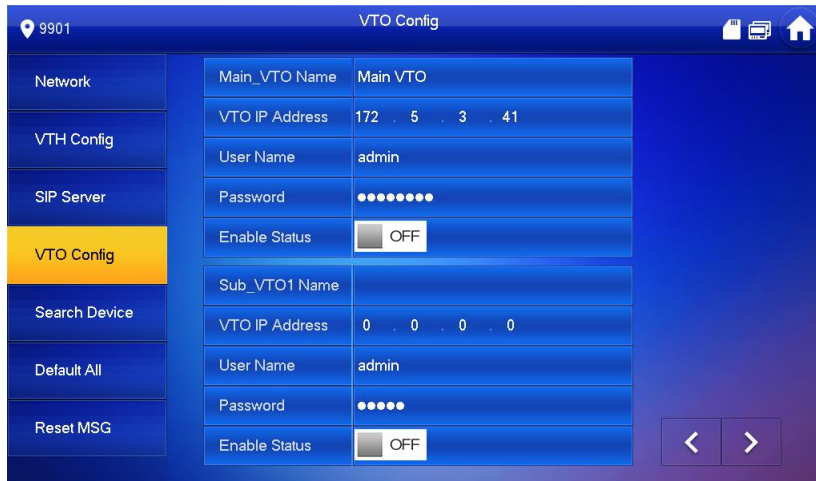 9901
VTO Config
Network
VTH Config
SIP Server
VTO Config
Search Device
Default All
Reset MSG
Main_VTO Name Main VTO
VTO IP Address 172 . 5 . 3 . 41
User Name admin
Password ●●●●●●●●
Enable Status OFF
Sub_VTO1 Name
VTO IP Address 0 . 0 . 0 . 0
User Name admin
Password ●●●●●
Enable Status OFF